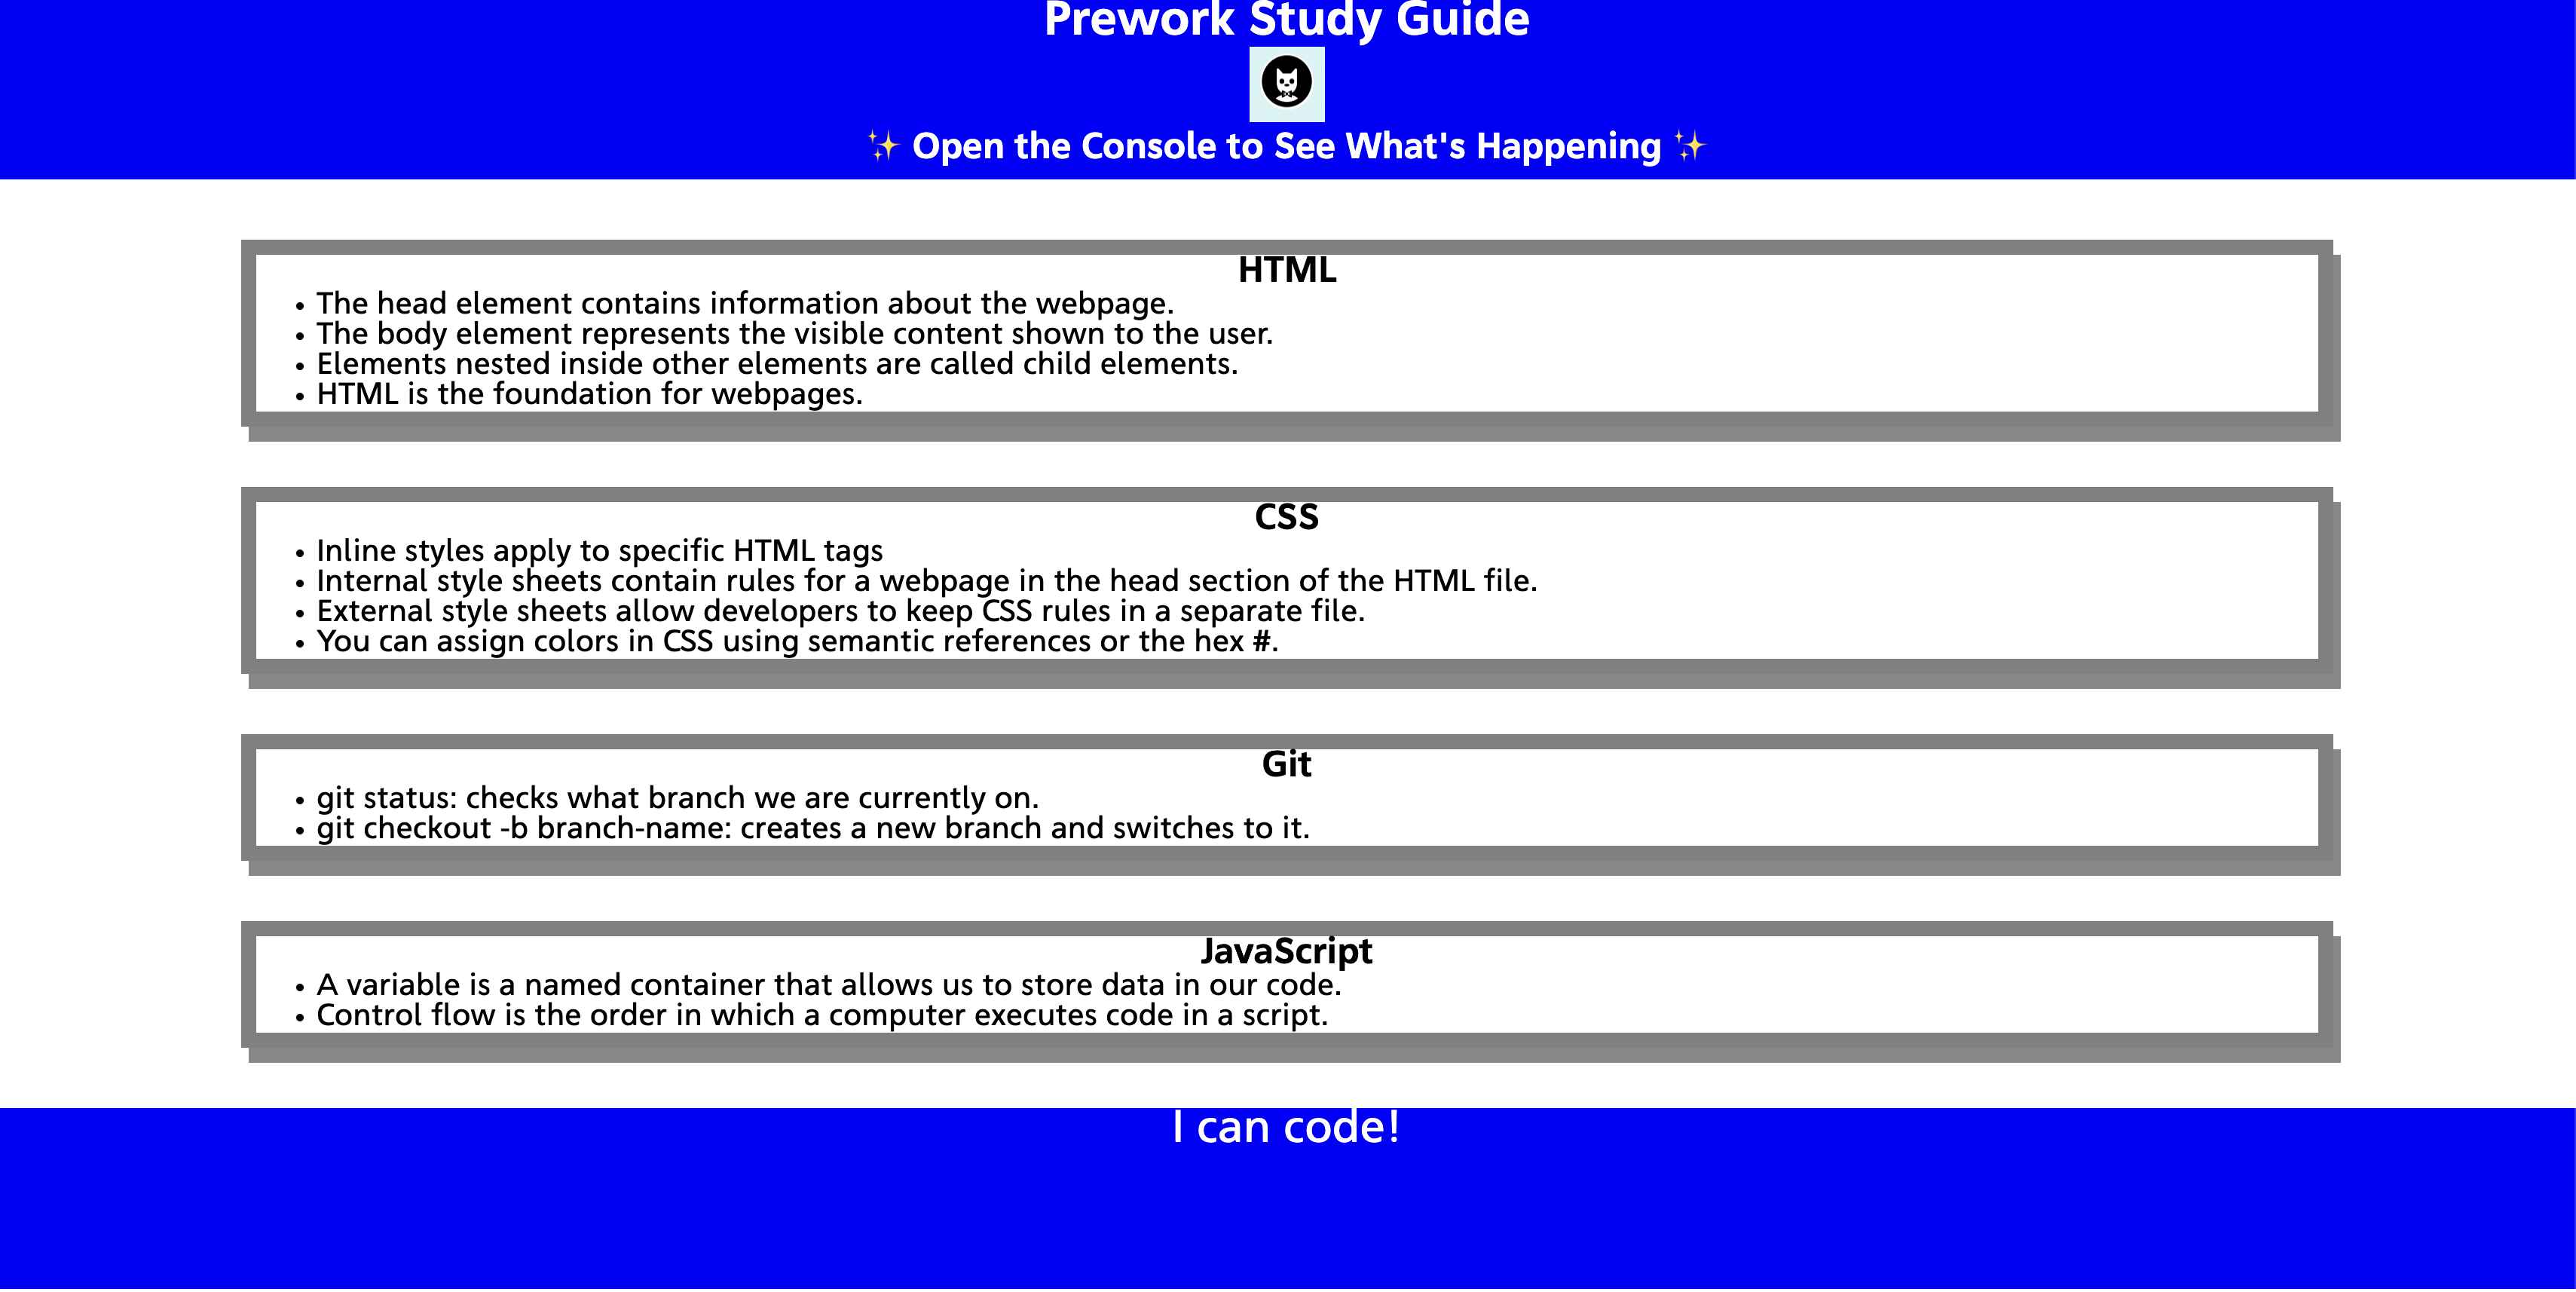 Prework Study Guide
✨ Open the Console to See What's Happening ✨
HTML
• The head element contains information about the webpage.
• The body element represents the visible content shown to the user.
• Elements nested inside other elements are called child elements.
• HTML is the foundation for webpages.
CSS
• Inline styles apply to specific HTML tags
• Internal style sheets contain rules for a webpage in the head section of the HTML file.
• External style sheets allow developers to keep CSS rules in a separate file.
• You can assign colors in CSS using semantic references or the hex #.
Git
• git status: checks what branch we are currently on.
• git checkout -b branch-name: creates a new branch and switches to it.
JavaScript
• A variable is a named container that allows us to store data in our code.
• Control flow is the order in which a computer executes code in a script.
I can code!